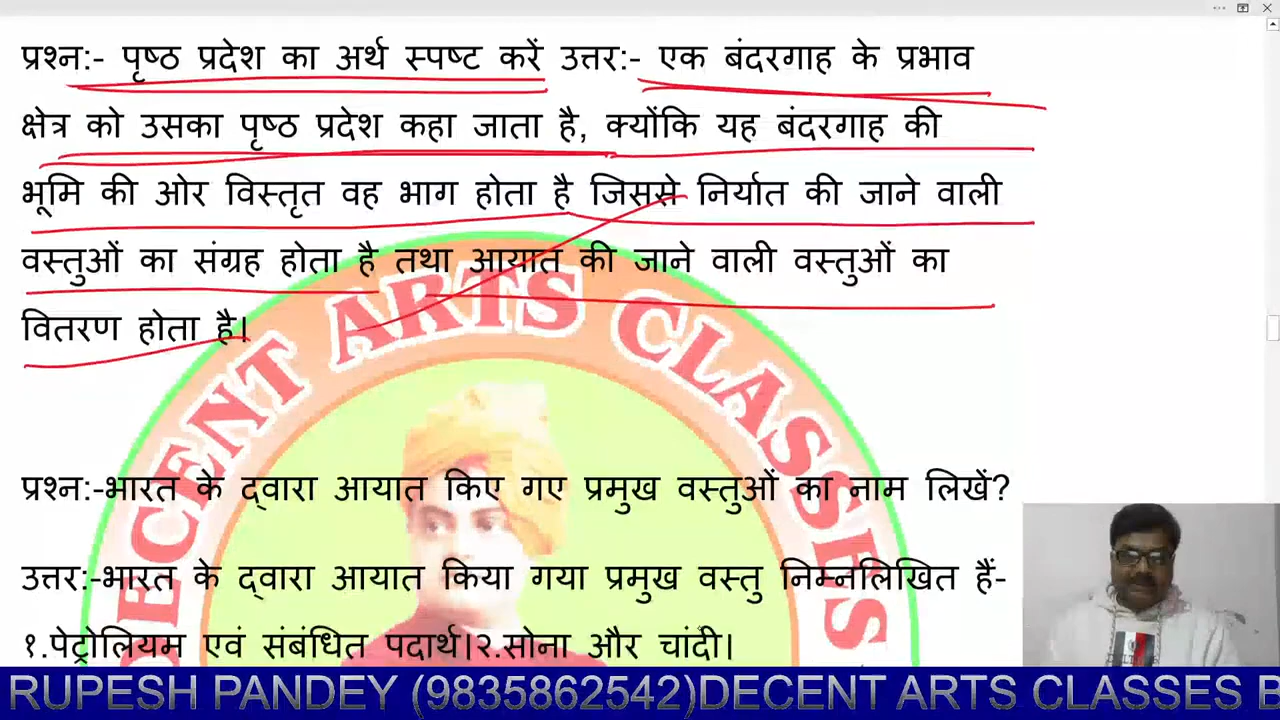 प्रश्न:- पृष्ठ प्रदेश का अर्थ स्पष्ट करें उत्तर:- एक बंदरगाह के प्रभाव
क्षेत्र को उसका पृष्ठ प्रदेश कहा जाता है, क्योंकि यह बंदरगाह की
भूमि की ओर विस्तृत वह भाग होता है जिससे निर्यात की जाने वाली
वस्तुओं का संग्रह होता है तथा आयात की जाने वाली वस्तुओं का
वितरण होता है।
DECENT ARTS CLASSES
प्रश्न:-भारत के द्वारा आयात किए गए प्रमुख वस्तुओं का नाम लिखें?
उत्तर:-भारत के द्वारा आयात किया गया प्रमुख वस्तु निम्नलिखित हैं-
१.पेट्रोलियम एवं संबंधित पदार्थ।२.सोना और चांदी।
RUPESH PANDEY (9835862542)DECENT ARTS CLASSES B